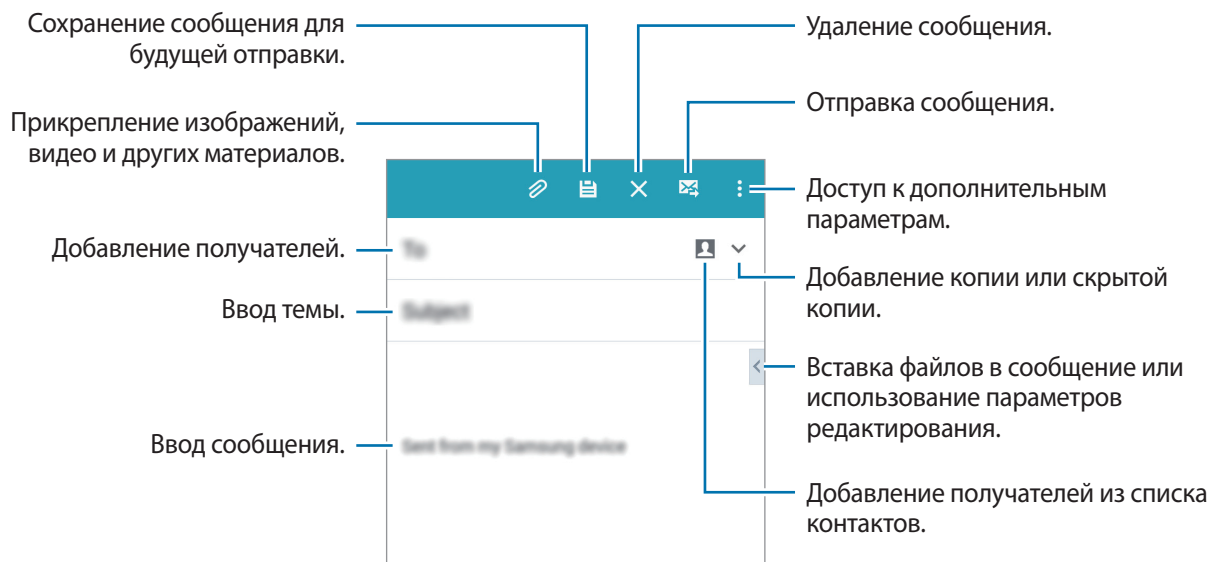 Сохранение сообщения для
будущей отправки.
Прикрепление изображений,
видео и других материалов.
Добавление получателей.
Ввод темы.
Ввод сообщения.
To
Subject
Sent from my Samsung device
Удаление сообщения.
Отправка сообщения.
Доступ к дополнительным
параметрам.
Добавление копии или скрытой
копии.
Вставка файлов в сообщение или
использование параметров
редактирования.
Добавление получателей из списка
контактов.